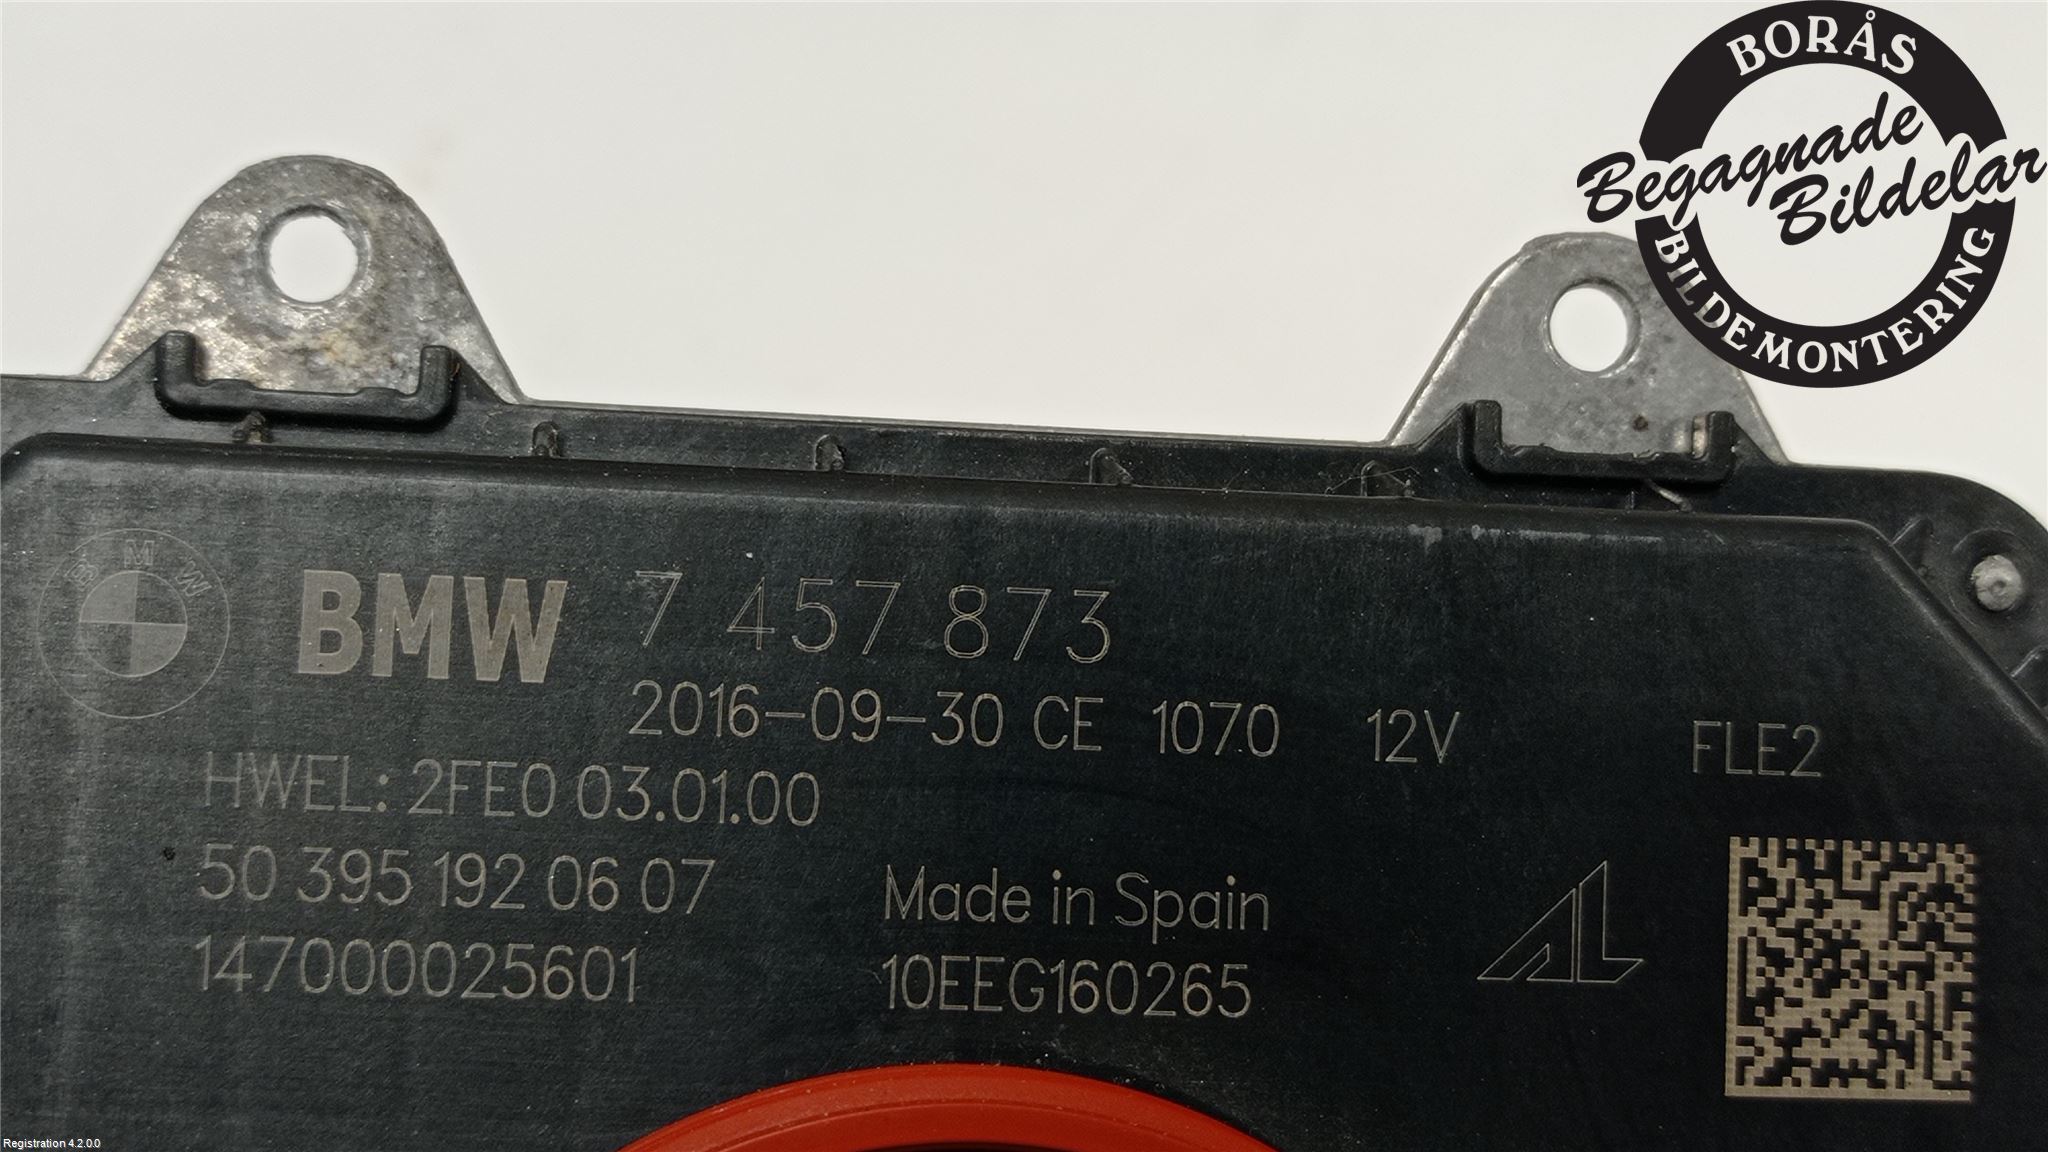 BORÅS
Begagnade
Bildelar
BILDEMONTERING
BMW
BMW 7 457 873
2016-09-30 CE 1070 12V FLE2
HWEL: 2FE0 03.01.00
50 395 192 06 07
147000025601
Made in Spain
10EEG160265
AL
Registration 4.2.0.0